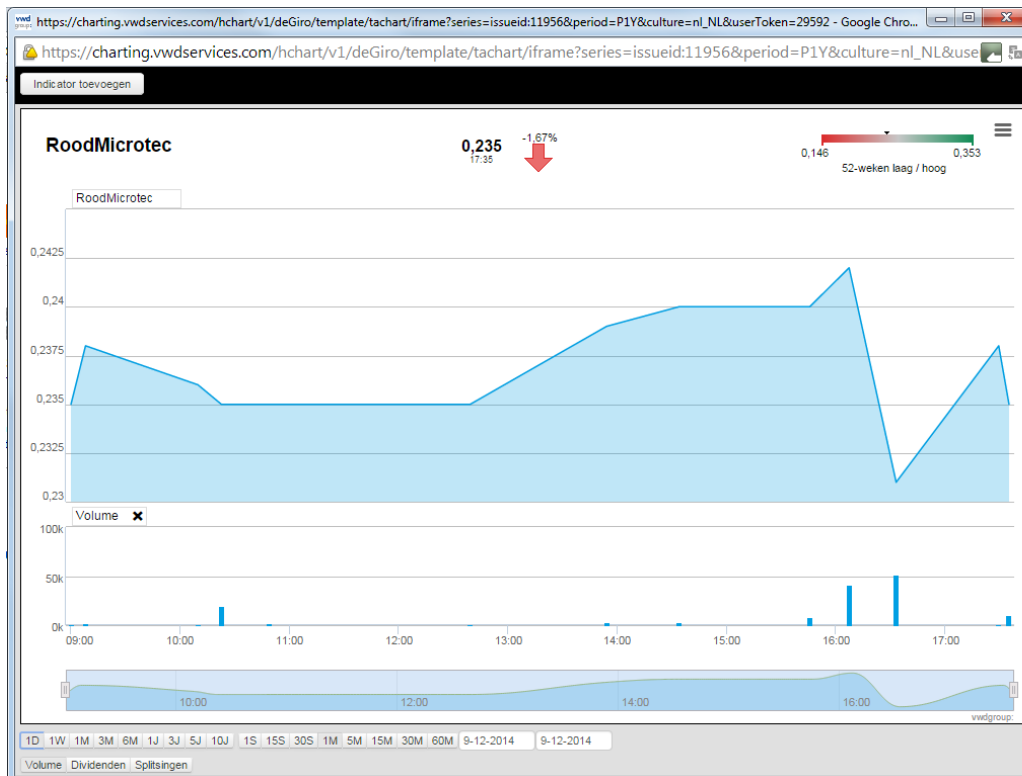 vwd group: https://charting.vwdservices.com/hchart/v1/deGiro/template/tachart/iframe?series=issueid:11956&period=P1Y&culture=nl_NL&userToken=29592 - Google Chro...
https://charting.vwdservices.com/hchart/v1/deGiro/template/tachart/iframe?series=issueid:11956&period=P1Y&culture=nl_NL&use
Indicator toevoegen
RoodMicrotec
0,235
17:35
-1,67%
0,146 0,353
52-weken laag / hoog
RoodMicrotec
0,2425
0,24
0,2375
0,235
0,2325
0,23
Volume
100k
50k
0k
09:00 10:00 11:00 12:00 13:00 14:00 15:00 16:00 17:00
10:00 12:00 14:00 16:00
vwdgroup:
1D 1W 1M 3M 6M 1J 3J 5J 10J 1S 15S 30S 1M 5M 15M 30M 60M 9-12-2014 9-12-2014
Volume Dividenden Splitsingen